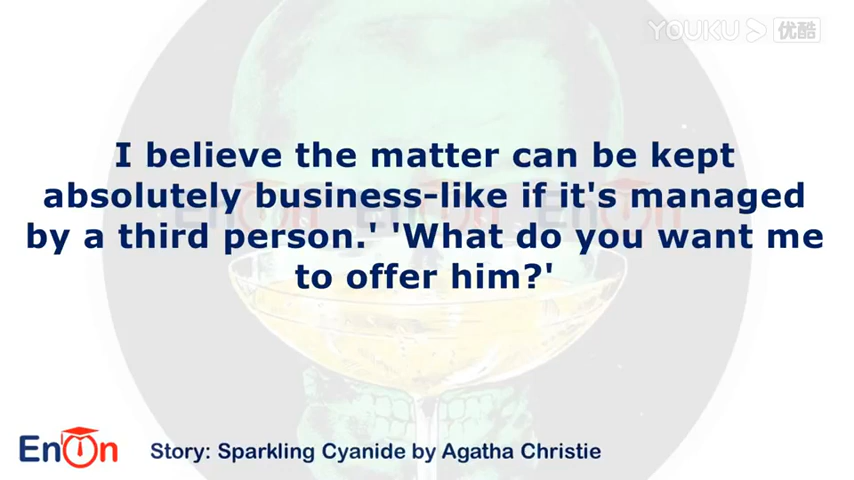 YOUKU 优酷
I believe the matter can be kept
absolutely business-like if it's managed
by a third person.' 'What do you want me
to offer him?'
EnOn
Story: Sparkling Cyanide by Agatha Christie